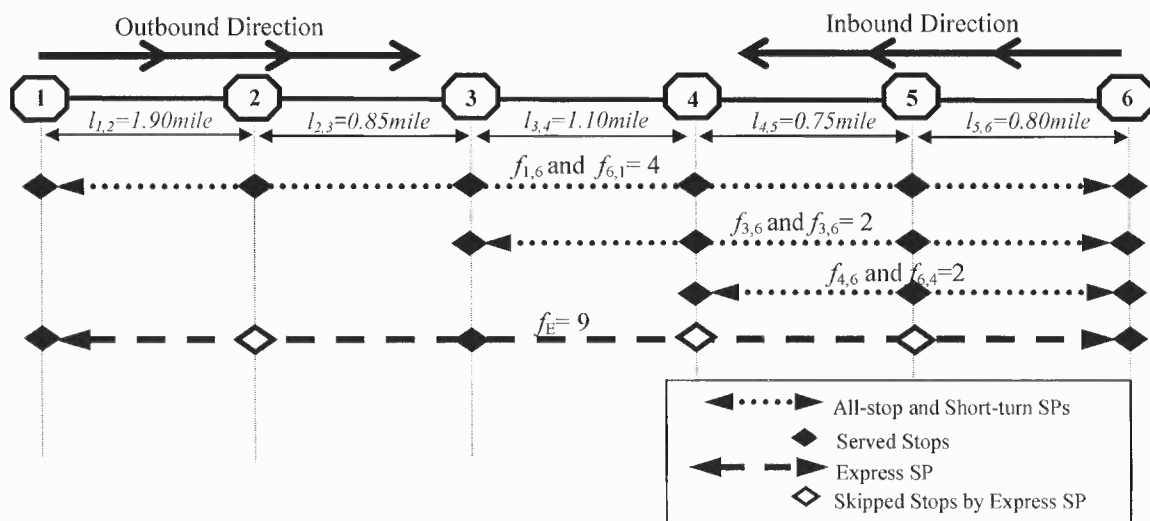 Outbound Direction
Inbound Direction
1 2 3 4 5 6
l1,2=1.90mile l2,3=0.85mile l3,4=1.10mile l4,5=0.75mile l5,6=0.80mile
f1,6 and f6,1= 4
f3,6 and f3,6= 2
f4,6 and f6,4=2
fE= 9
All-stop and Short-turn SPs
Served Stops
Express SP
Skipped Stops by Express SP